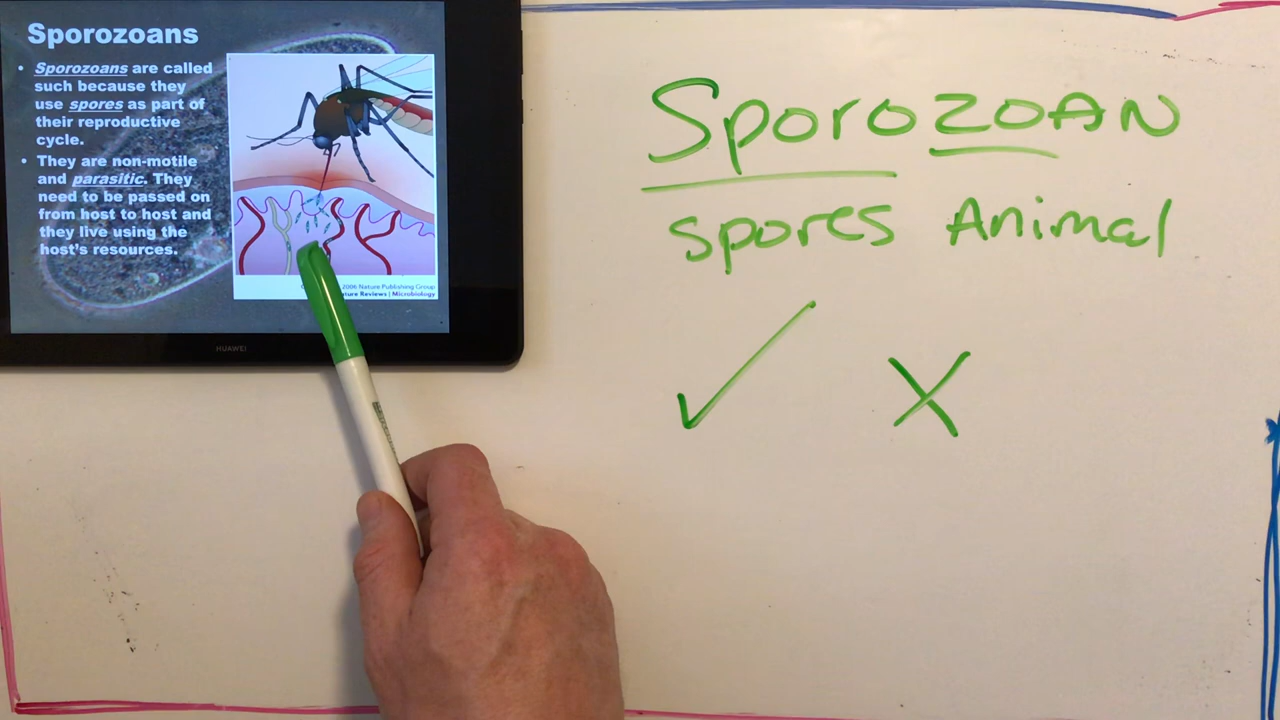 Sporozoans
• Sporozoans are called
such because they
use spores as part of
their reproductive
cycle.
• They are non-motile
and parasitic. They
need to be passed on
from host to host and
they live using the
host's resources.
2006 Nature Publishing Group
ture Reviews | Microbiology
HUAWEI
SporozoAN
spores Animal